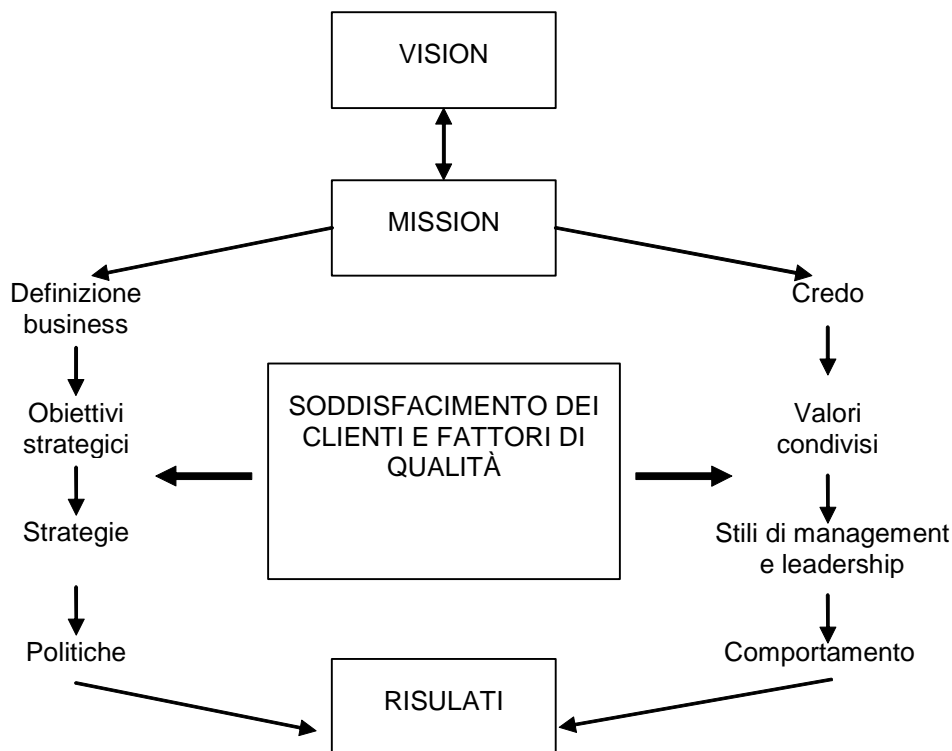 VISION
MISSION
Definizione
business
Credo
SODDISFACIMENTO DEI
CLIENTI E FATTORI DI
QUALITÀ
Obiettivi
strategici
Valori
condivisi
Strategie
Stili di management
e leadership
Politiche
Comportamento
RISULATI